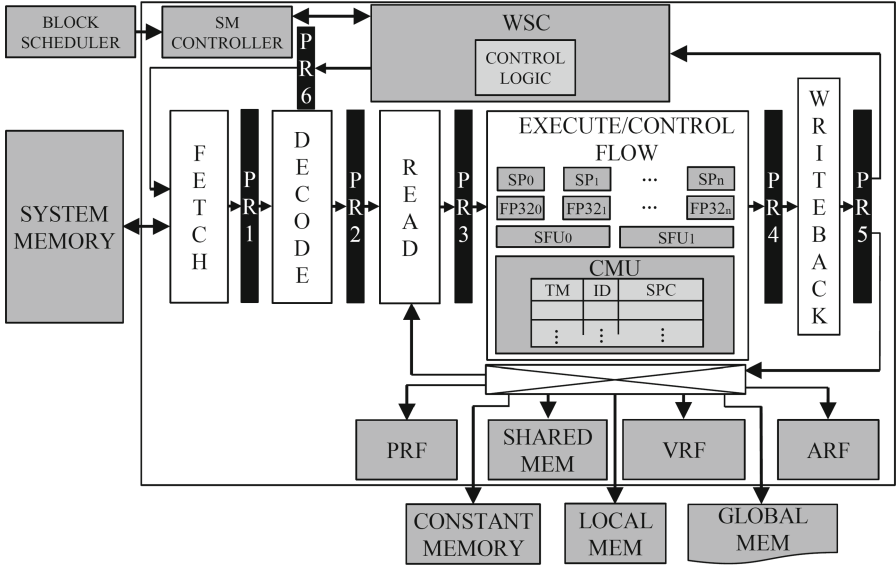 BLOCK
SCHEDULER
SM
CONTROLLER
WSC
CONTROL
LOGIC
PR6
SYSTEM
MEMORY
FETCH
PR1
DECODE
PR2
READ
PR3
EXECUTE/CONTROL
FLOW
SP0 SP1 ... SPn
FP320 FP321 ... FP32n
SFU0 SFU1
CMU
TM ID SPC
⋮ ⋮ ⋮
PR4
WRITEBACK
PR5
PRF
SHARED
MEM
VRF
ARF
CONSTANT
MEMORY
LOCAL
MEM
GLOBAL
MEM